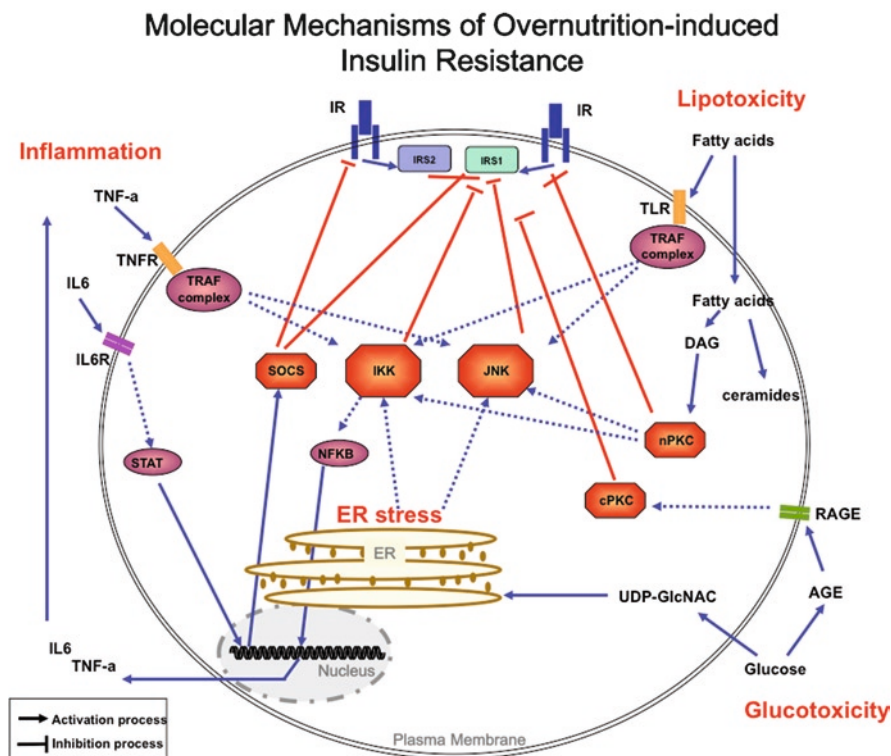 Molecular Mechanisms of Overnutrition-induced
Insulin Resistance
IR
IR
Lipotoxicity
Inflammation
IRS2
IRS1
Fatty acids
TNF-a
TLR
TNFR
TRAF
complex
TRAF
complex
IL6
Fatty acids
IL6R
DAG
SOCS
IKK
JNK
ceramides
nPKC
STAT
NFKB
cPKC
RAGE
ER stress
ER
UDP-GlcNAC
AGE
IL6
TNF-a
Nucleus
Glucose
Glucotoxicity
Activation process
Inhibition process
Plasma Membrane